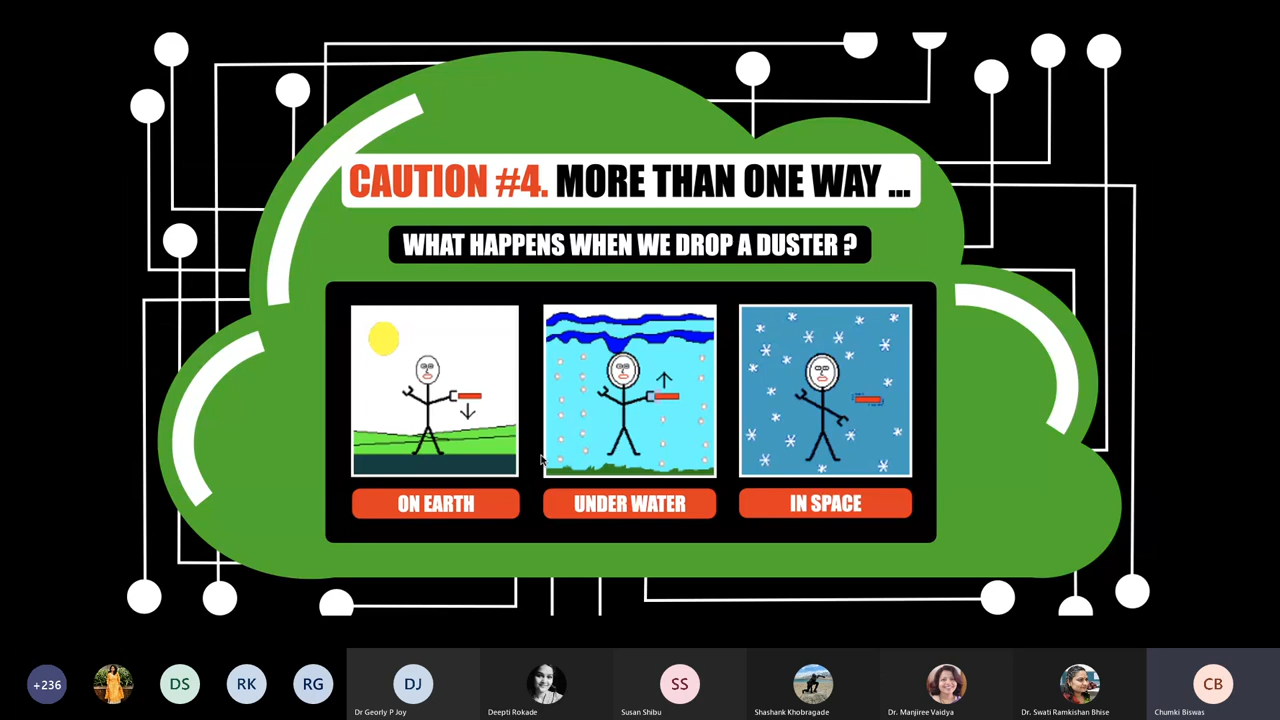 CAUTION #4. MORE THAN ONE WAY ...
WHAT HAPPENS WHEN WE DROP A DUSTER ?
ON EARTH
UNDER WATER
IN SPACE
+236
DS
RK
RG
DJ
SS
CB
Dr Georly P Joy
Deepti Rokade
Susan Shibu
Shashank Khobragade
Dr. Manjiree Vaidya
Dr. Swati Ramkishan Bhise
Chumki Biswas